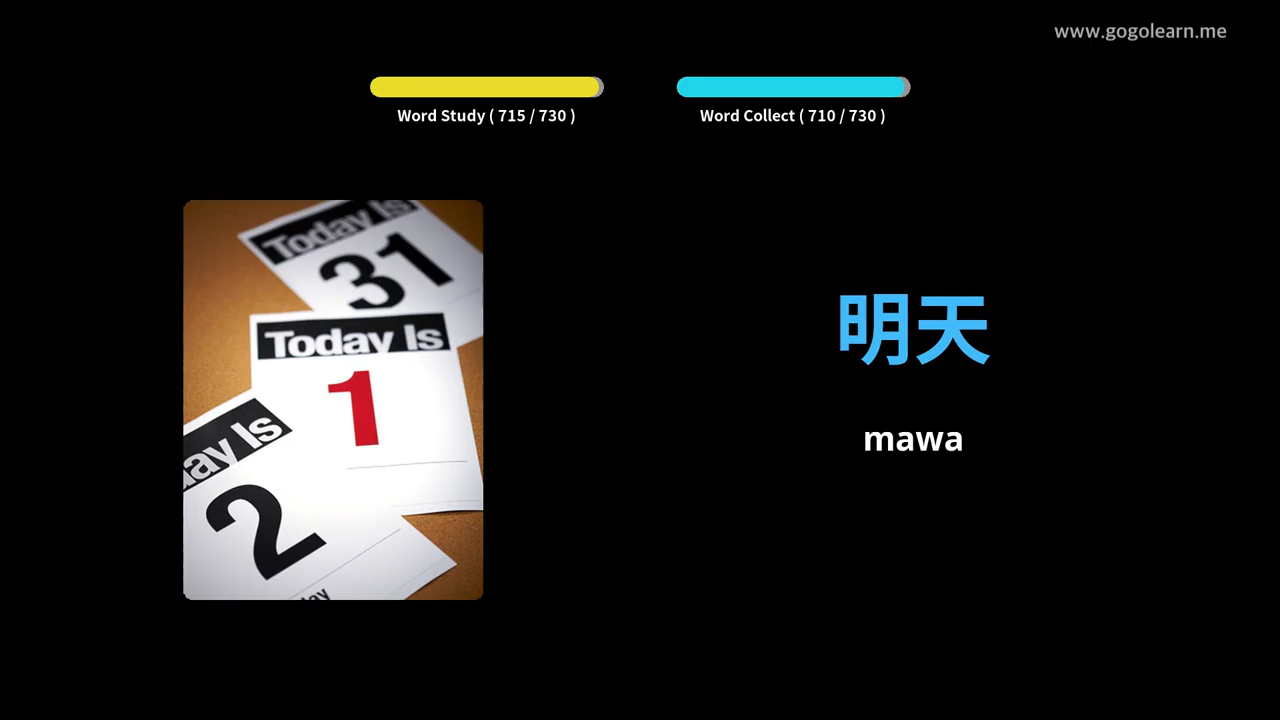 www.gogolearn.me
Word Study ( 715 / 730 )
Word Collect ( 710 / 730 )
Today Is
31
Today Is
1
ay Is
2
明天
mawa